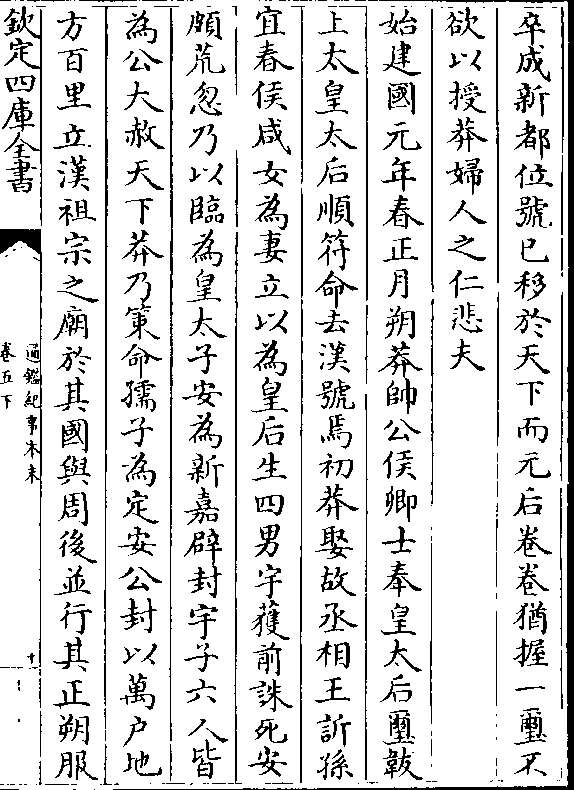 卒成新都位號已移於天下而元后卷卷猶握一璽不
欲以授莽婦人之仁悲夫
始建國元年春正月朔莽帥公侯卿士奉皇太后璽韍
上太皇太后順符命去漢號焉初莽娶故丞相王訢孫
宜春侯咸女為妻立以為皇后生四男宇獲前誅死安
頗荒忽乃以臨為皇太子安為新嘉辟封宇子六人皆
為公大赦天下莽乃策命孺子為定安公封以萬户地
方百里立漢祖宗之廟於其國與周後並行其正朔服
欽定四庫全書
通鑑紀事本末
卷五下
十